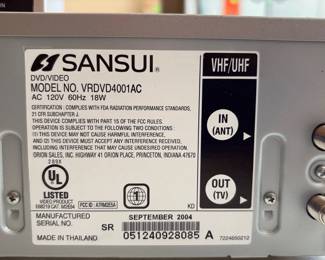 SANSUI
DVD/VIDEO
MODEL NO. VRDVD4001AC
AC 120V 60Hz 18W
CERTIFICATION: COMPLIES WITH FDA RADIATION PERFORMANCE STANDARDS,
21 CFR SUBCHAPTER J.
THIS DEVICE COMPLIES WITH PART 15 OF THE FCC RULES.
OPERATION IS SUBJECT TO THE FOLLOWING TWO CONDITIONS:
(1) THIS DEVICE MAY NOT CAUSE HARMFUL INTERFERENCE, AND
(2) THIS DEVICE MUST ACCEPT ANY INTERFERENCE RECEIVED,
INCLUDING INTERFERENCE THAT MAY CAUSE UNDESIRED OPERATION.
ORION SALES, INC. HIGHWAY 41 ORION PLACE, PRINCETON, INDIANA 47670
UL
LISTED
VIDEO PRODUCT
KD
MANUFACTURED
SEPTEMBER 2004
SERIAL NO.
SR 051240928085 A
MADE IN THAILAND
VHF/UHF
IN
(ANT)
OUT
(TV)